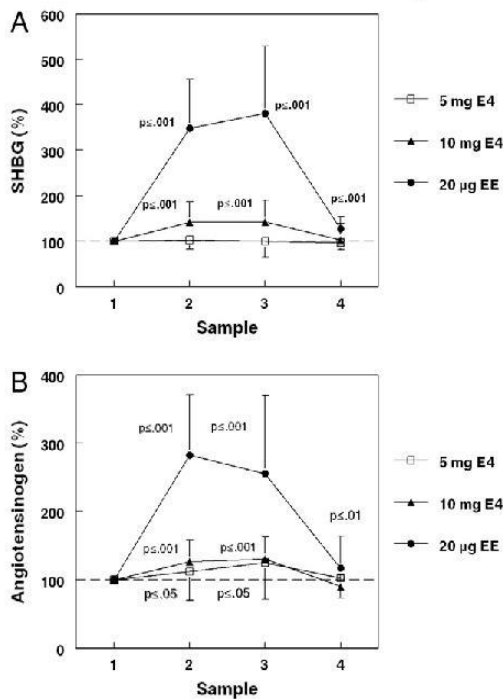 A
600
500
400
300
200
100
0
SHBG (%)
p≤.001
p≤.001
p≤.001
p≤.001
p≤.001
1 2 3 4
Sample
5 mg E4
10 mg E4
20 µg EE
B
400
300
200
100
0
Angiotensinogen (%)
p≤.001
p≤.001
p≤.01
p≤.001
p≤.001
p≤.05
p≤.05
1 2 3 4
Sample
5 mg E4
10 mg E4
20 µg EE